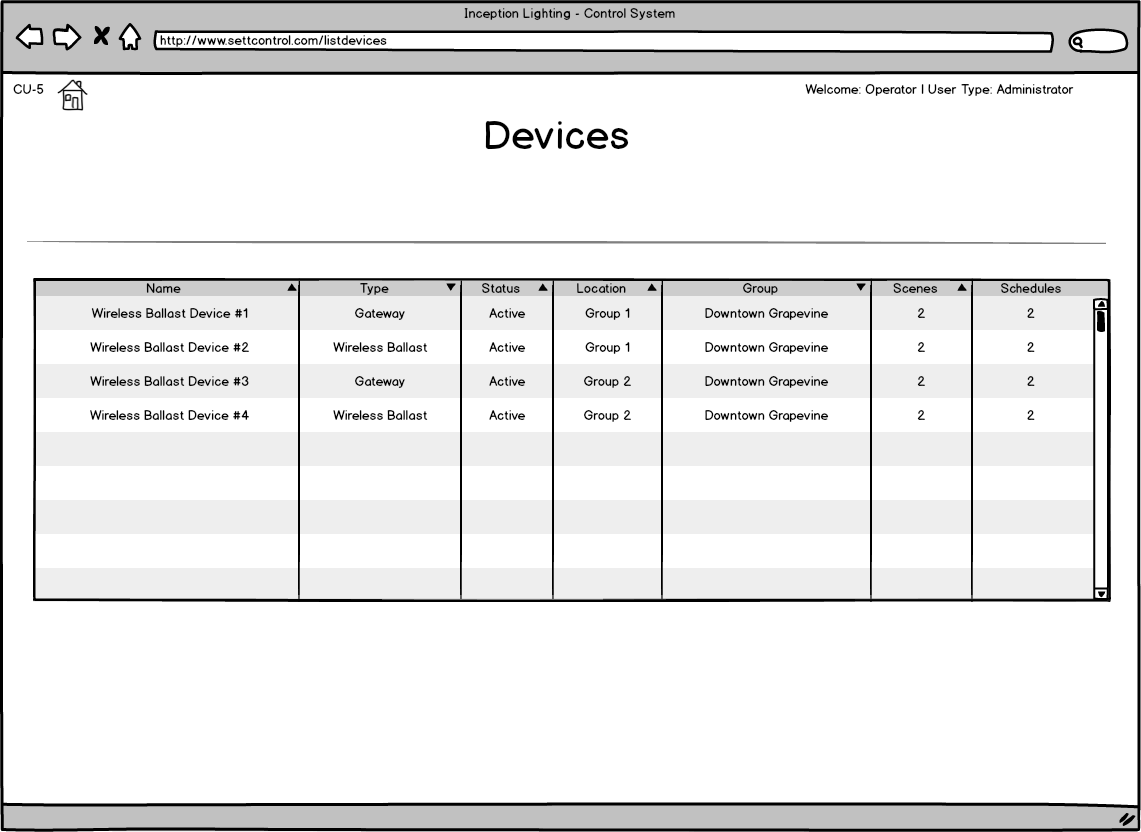 Inception Lighting - Control System
http://www.settcontrol.com/listdevices
CU-5
Welcome: Operator | User Type: Administrator
Devices
Name Type Status Location Group Scenes Schedules
Wireless Ballast Device #1 Gateway Active Group 1 Downtown Grapevine 2 2
Wireless Ballast Device #2 Wireless Ballast Active Group 1 Downtown Grapevine 2 2
Wireless Ballast Device #3 Gateway Active Group 2 Downtown Grapevine 2 2
Wireless Ballast Device #4 Wireless Ballast Active Group 2 Downtown Grapevine 2 2